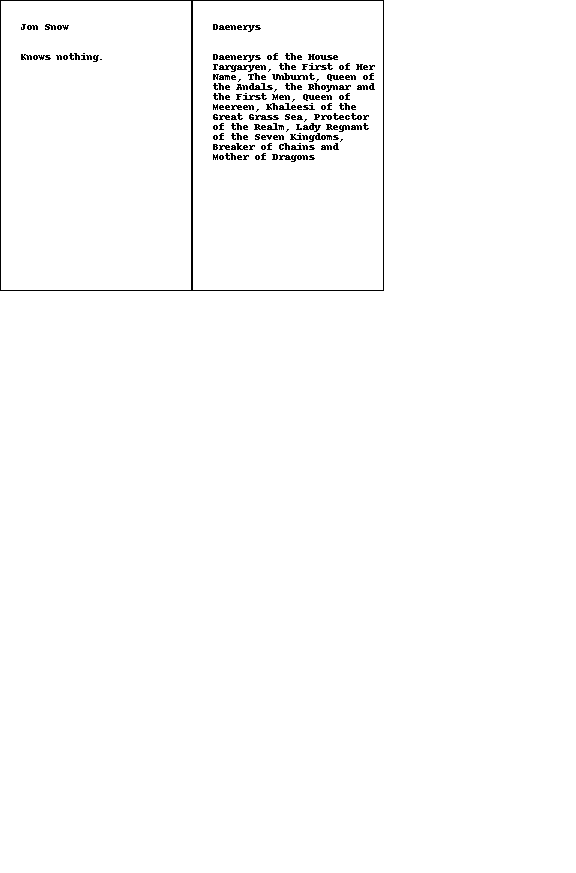 Jon Snow
Knows nothing.
Daenerys
Daenerys of the House
Targaryen, the First of Her
Name, The Unburnt, Queen of
the Andals, the Rhoynar and
the First Men, Queen of
Meereen, Khaleesi of the
Great Grass Sea, Protector
of the Realm, Lady Regnant
of the Seven Kingdoms,
Breaker of Chains and
Mother of Dragons